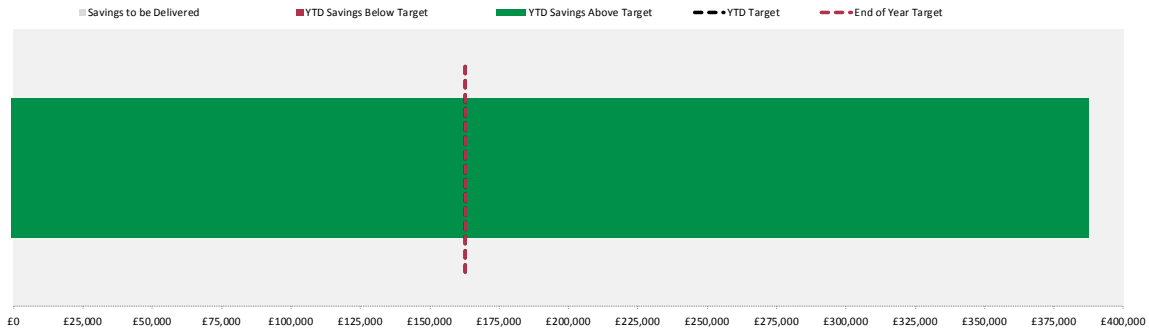 Savings to be Delivered YTD Savings Below Target YTD Savings Above Target YTD Target End of Year Target
£0 £25,000 £50,000 £75,000 £100,000 £125,000 £150,000 £175,000 £200,000 £225,000 £250,000 £275,000 £300,000 £325,000 £350,000 £375,000 £400,000